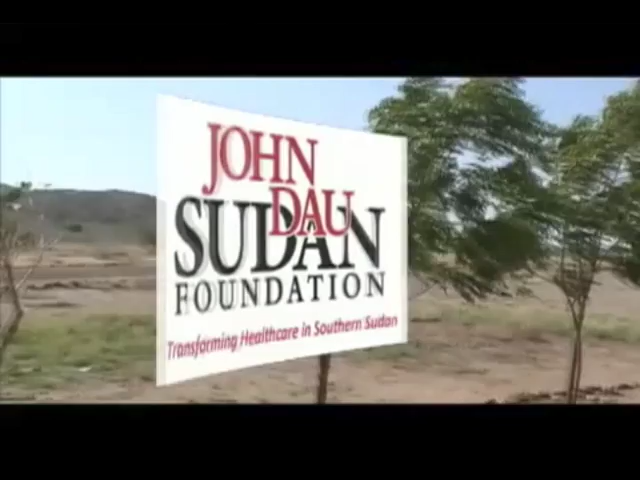 JOHN
DAU
SUDAN
FOUNDATION
Transforming Healthcare in Southern Sudan